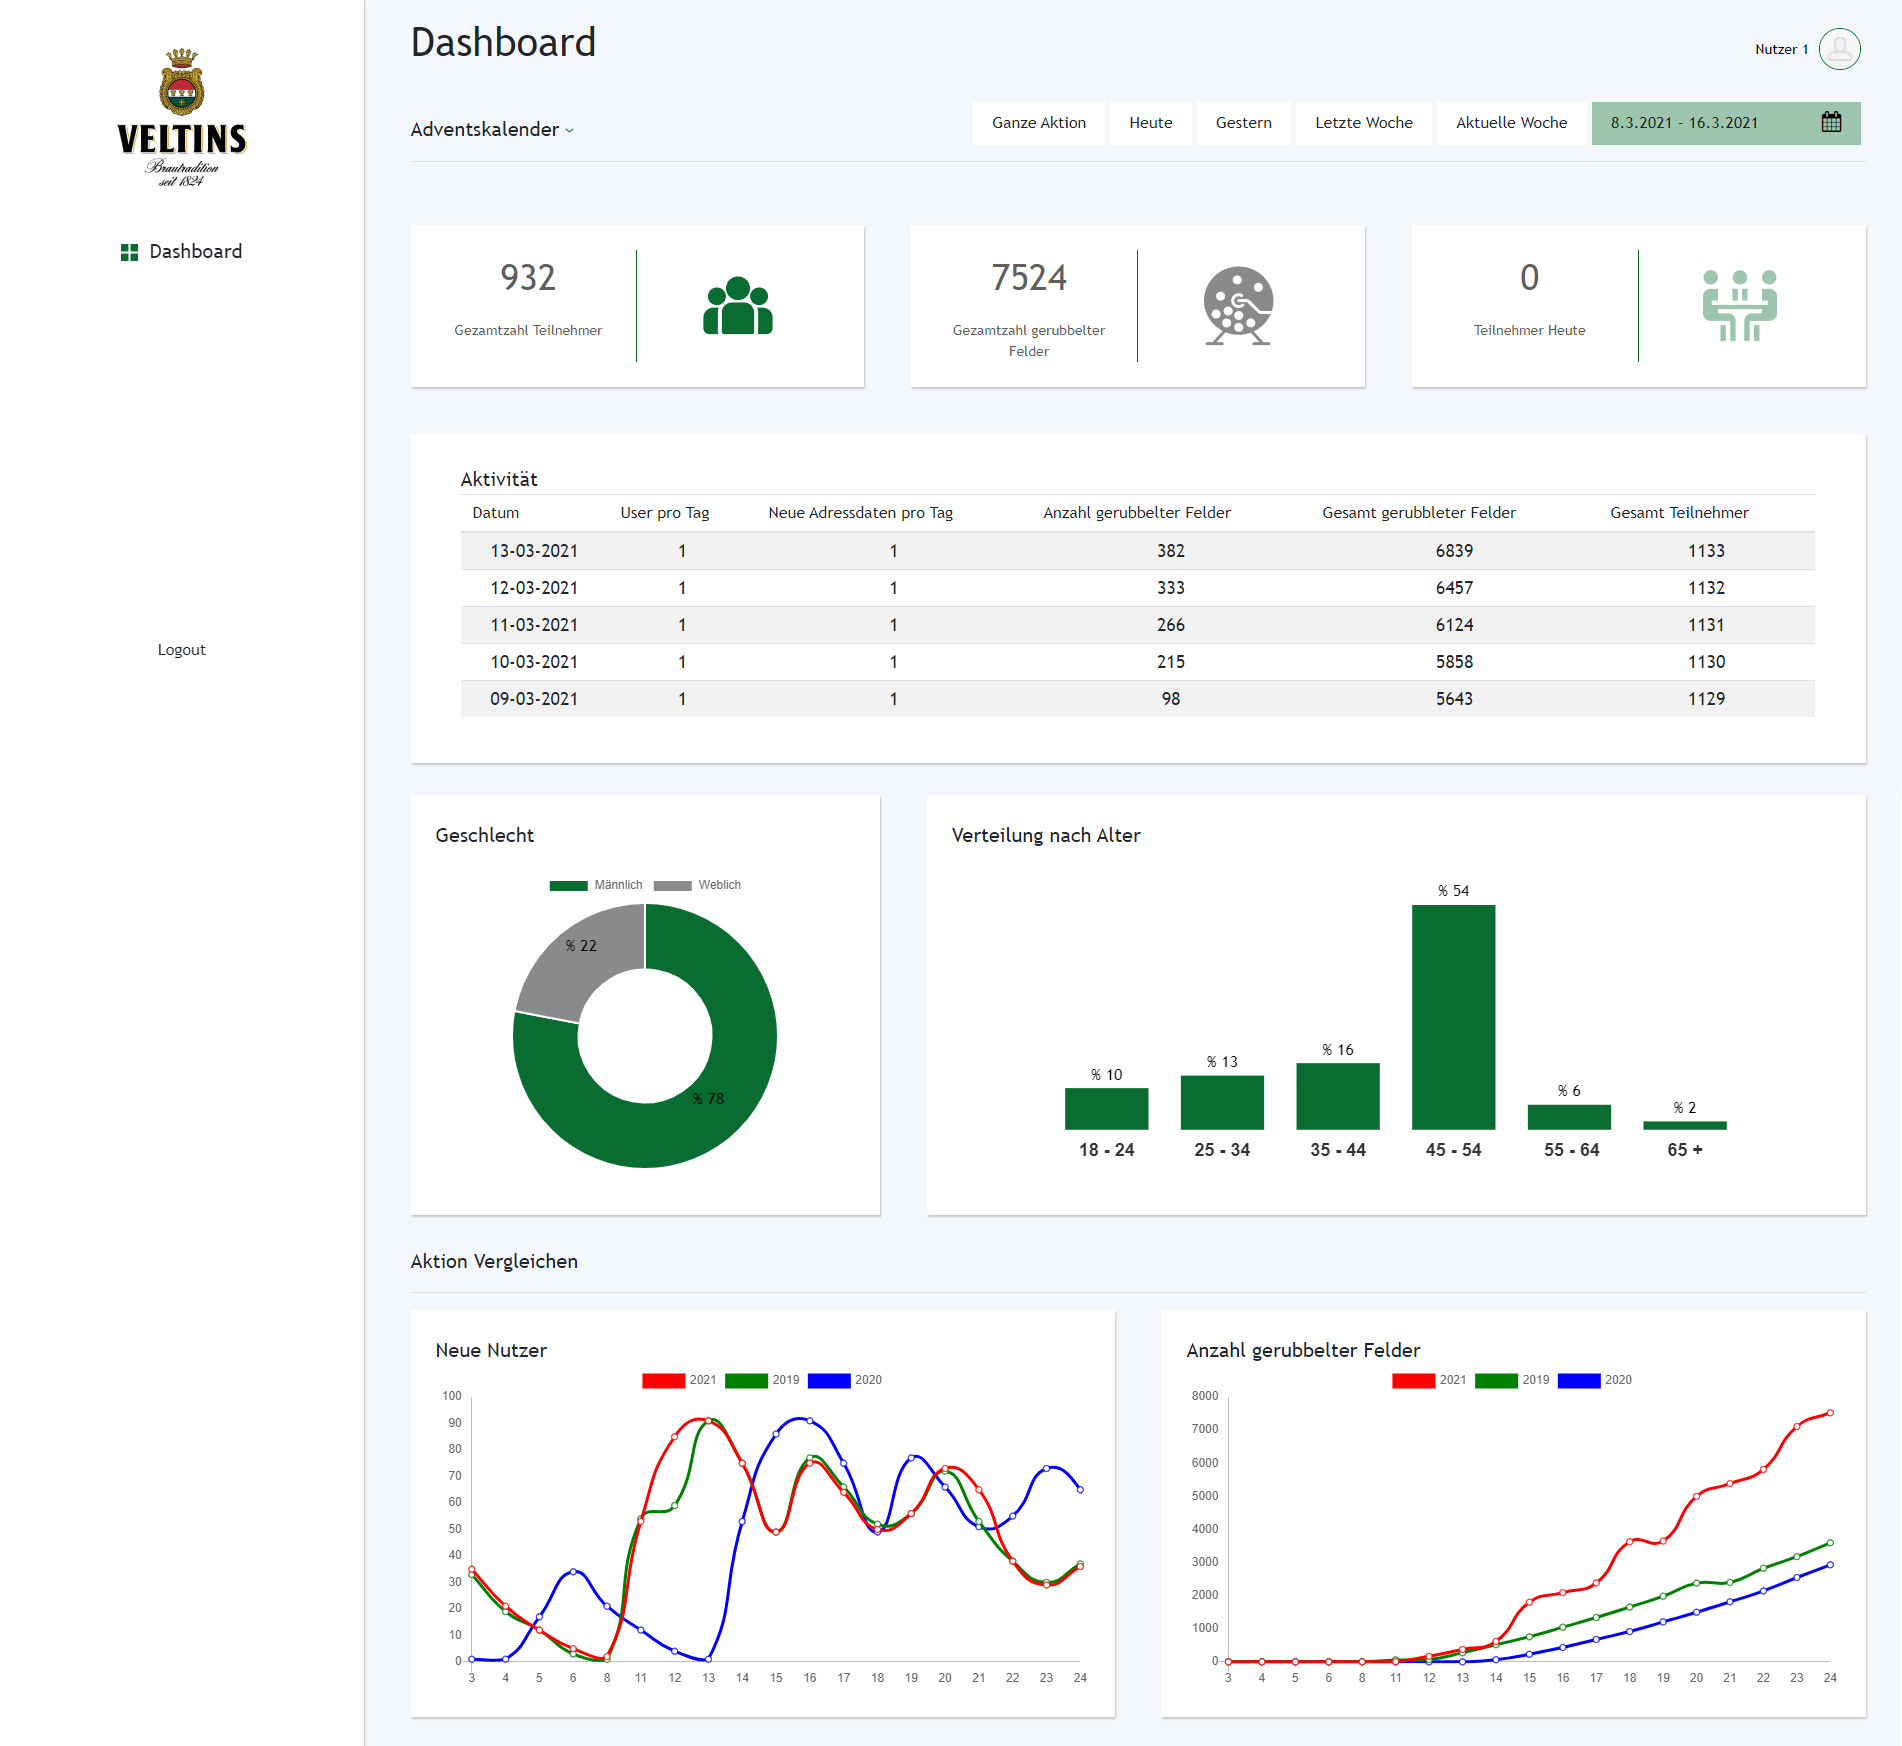 VELTINS
Brautradition
seit 1824
Dashboard
Logout
Dashboard
Nutzer 1
Adventskalender
Ganze Aktion Heute Gestern Letzte Woche Aktuelle Woche 8.3.2021 - 16.3.2021
932
Gezamtzahl Teilnehmer
7524
Gezamtzahl gerubbelter
Felder
0
Teilnehmer Heute
Aktivität
Datum User pro Tag Neue Adressdaten pro Tag Anzahl gerubbelter Felder Gesamt gerubbleter Felder Gesamt Teilnehmer
13-03-2021 1 1 382 6839 1133
12-03-2021 1 1 333 6457 1132
11-03-2021 1 1 266 6124 1131
10-03-2021 1 1 215 5858 1130
09-03-2021 1 1 98 5643 1129
Geschlecht
Männlich Weblich
% 22
% 78
Verteilung nach Alter
% 10
% 13
% 16
% 54
% 6
% 2
18 - 24 25 - 34 35 - 44 45 - 54 55 - 64 65 +
Aktion Vergleichen
Neue Nutzer
2021 2019 2020
100
90
80
70
60
50
40
30
20
10
0
3 4 5 6 8 11 12 13 14 15 16 17 18 19 20 21 22 23 24
Anzahl gerubbelter Felder
2021 2019 2020
8000
7000
6000
5000
4000
3000
2000
1000
0
3 4 5 6 8 11 12 13 14 15 16 17 18 19 20 21 22 23 24